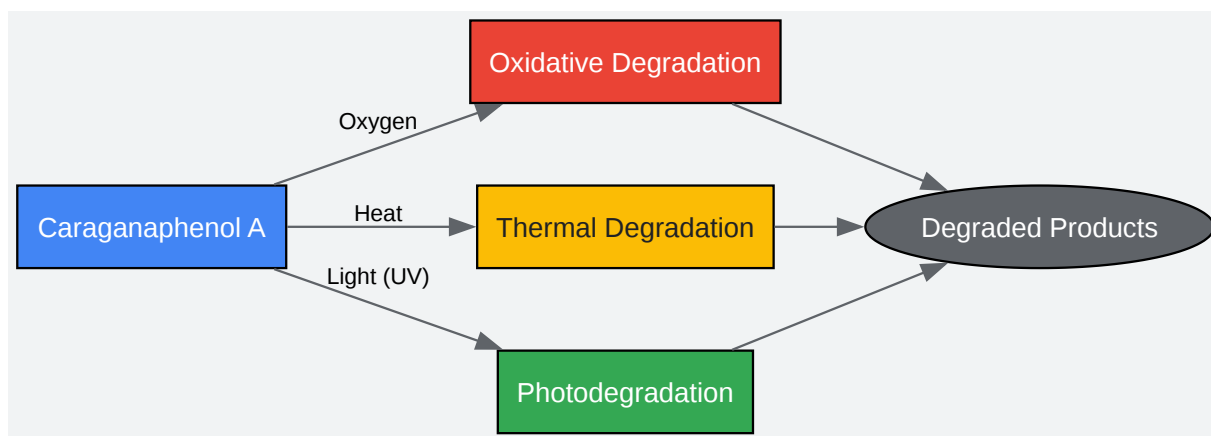 Oxidative Degradation
Oxygen
Caraganaphenol A
Heat
Thermal Degradation
Degraded Products
Light (UV)
Photodegradation